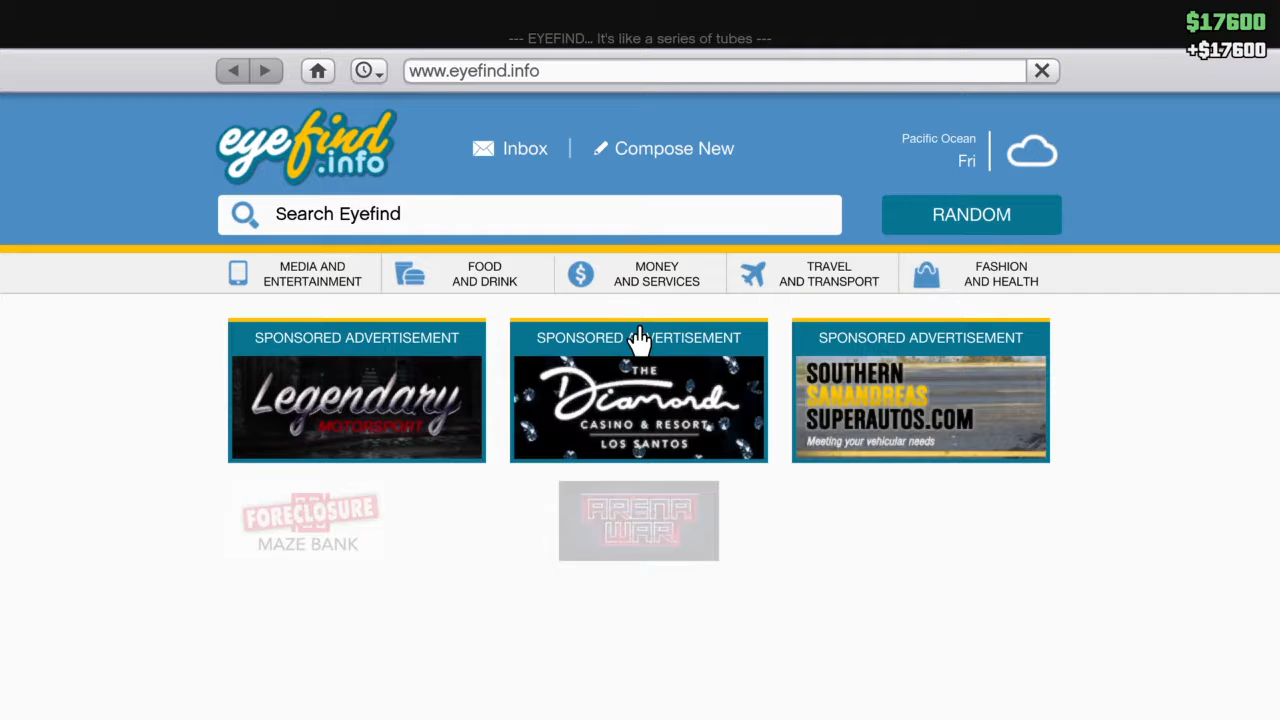 $17600
--- EYEFIND... It's like a series of tubes ---
+$17600
www.eyefind.info
eyefind
.info
Inbox
Compose New
Pacific Ocean
Fri
Search Eyefind
RANDOM
MEDIA AND
ENTERTAINMENT
FOOD
AND DRINK
MONEY
AND SERVICES
TRAVEL
AND TRANSPORT
FASHION
AND HEALTH
SPONSORED ADVERTISEMENT
Legendary
MOTORSPORT
SPONSORED ADVERTISEMENT
THE
Diamond
CASINO & RESORT
LOS SANTOS
SPONSORED ADVERTISEMENT
SOUTHERN
SANANDREAS
SUPERAUTOS.COM
Meeting your vehicular needs
FORECLOSURE
MAZE BANK
ARENA
WAR